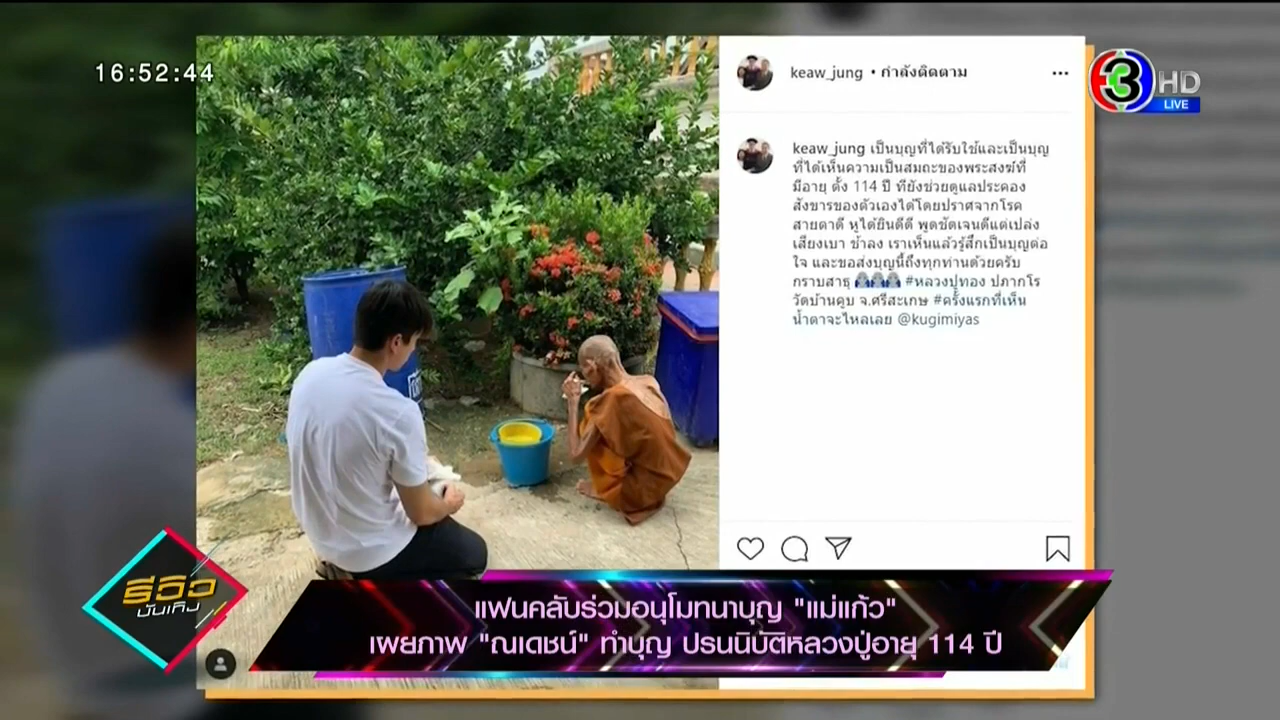 16:52:44
keaw_jung • กำลังติดตาม
3 HD
LIVE
keaw_jung เป็นบุญที่ได้รับใช้และเป็นบุญ
ที่ได้เห็นความเป็นสมถะของพระสงฆ์ที่
มีอายุ ตั้ง 114 ปี ที่ยังช่วยดูแลประคอง
สังขารของตัวเองได้โดยปราศจากโรค
สายตาดี หูได้ยินดีดี พูดชัดเจนดีแต่เปล่ง
เสียงเบา ช้าลง เราเห็นแล้วรู้สึกเป็นบุญต่อ
ใจ และขอส่งบุญนี้ถึงทุกท่านด้วยครับ
กราบสาธุ 🙏🙏🙏 #หลวงปู่ทอง ปภากโร
วัดบ้านคูบ จ.ศรีสะเกษ #ครั้งแรกที่เห็น
น้ำตาจะไหลเลย @kugimiyas
รีวิว
บันเทิง
แฟนคลับร่วมอนุโมทนาบุญ "แม่แก้ว"
เผยภาพ "ณเดชน์" ทำบุญ ปรนนิบัติหลวงปู่อายุ 114 ปี